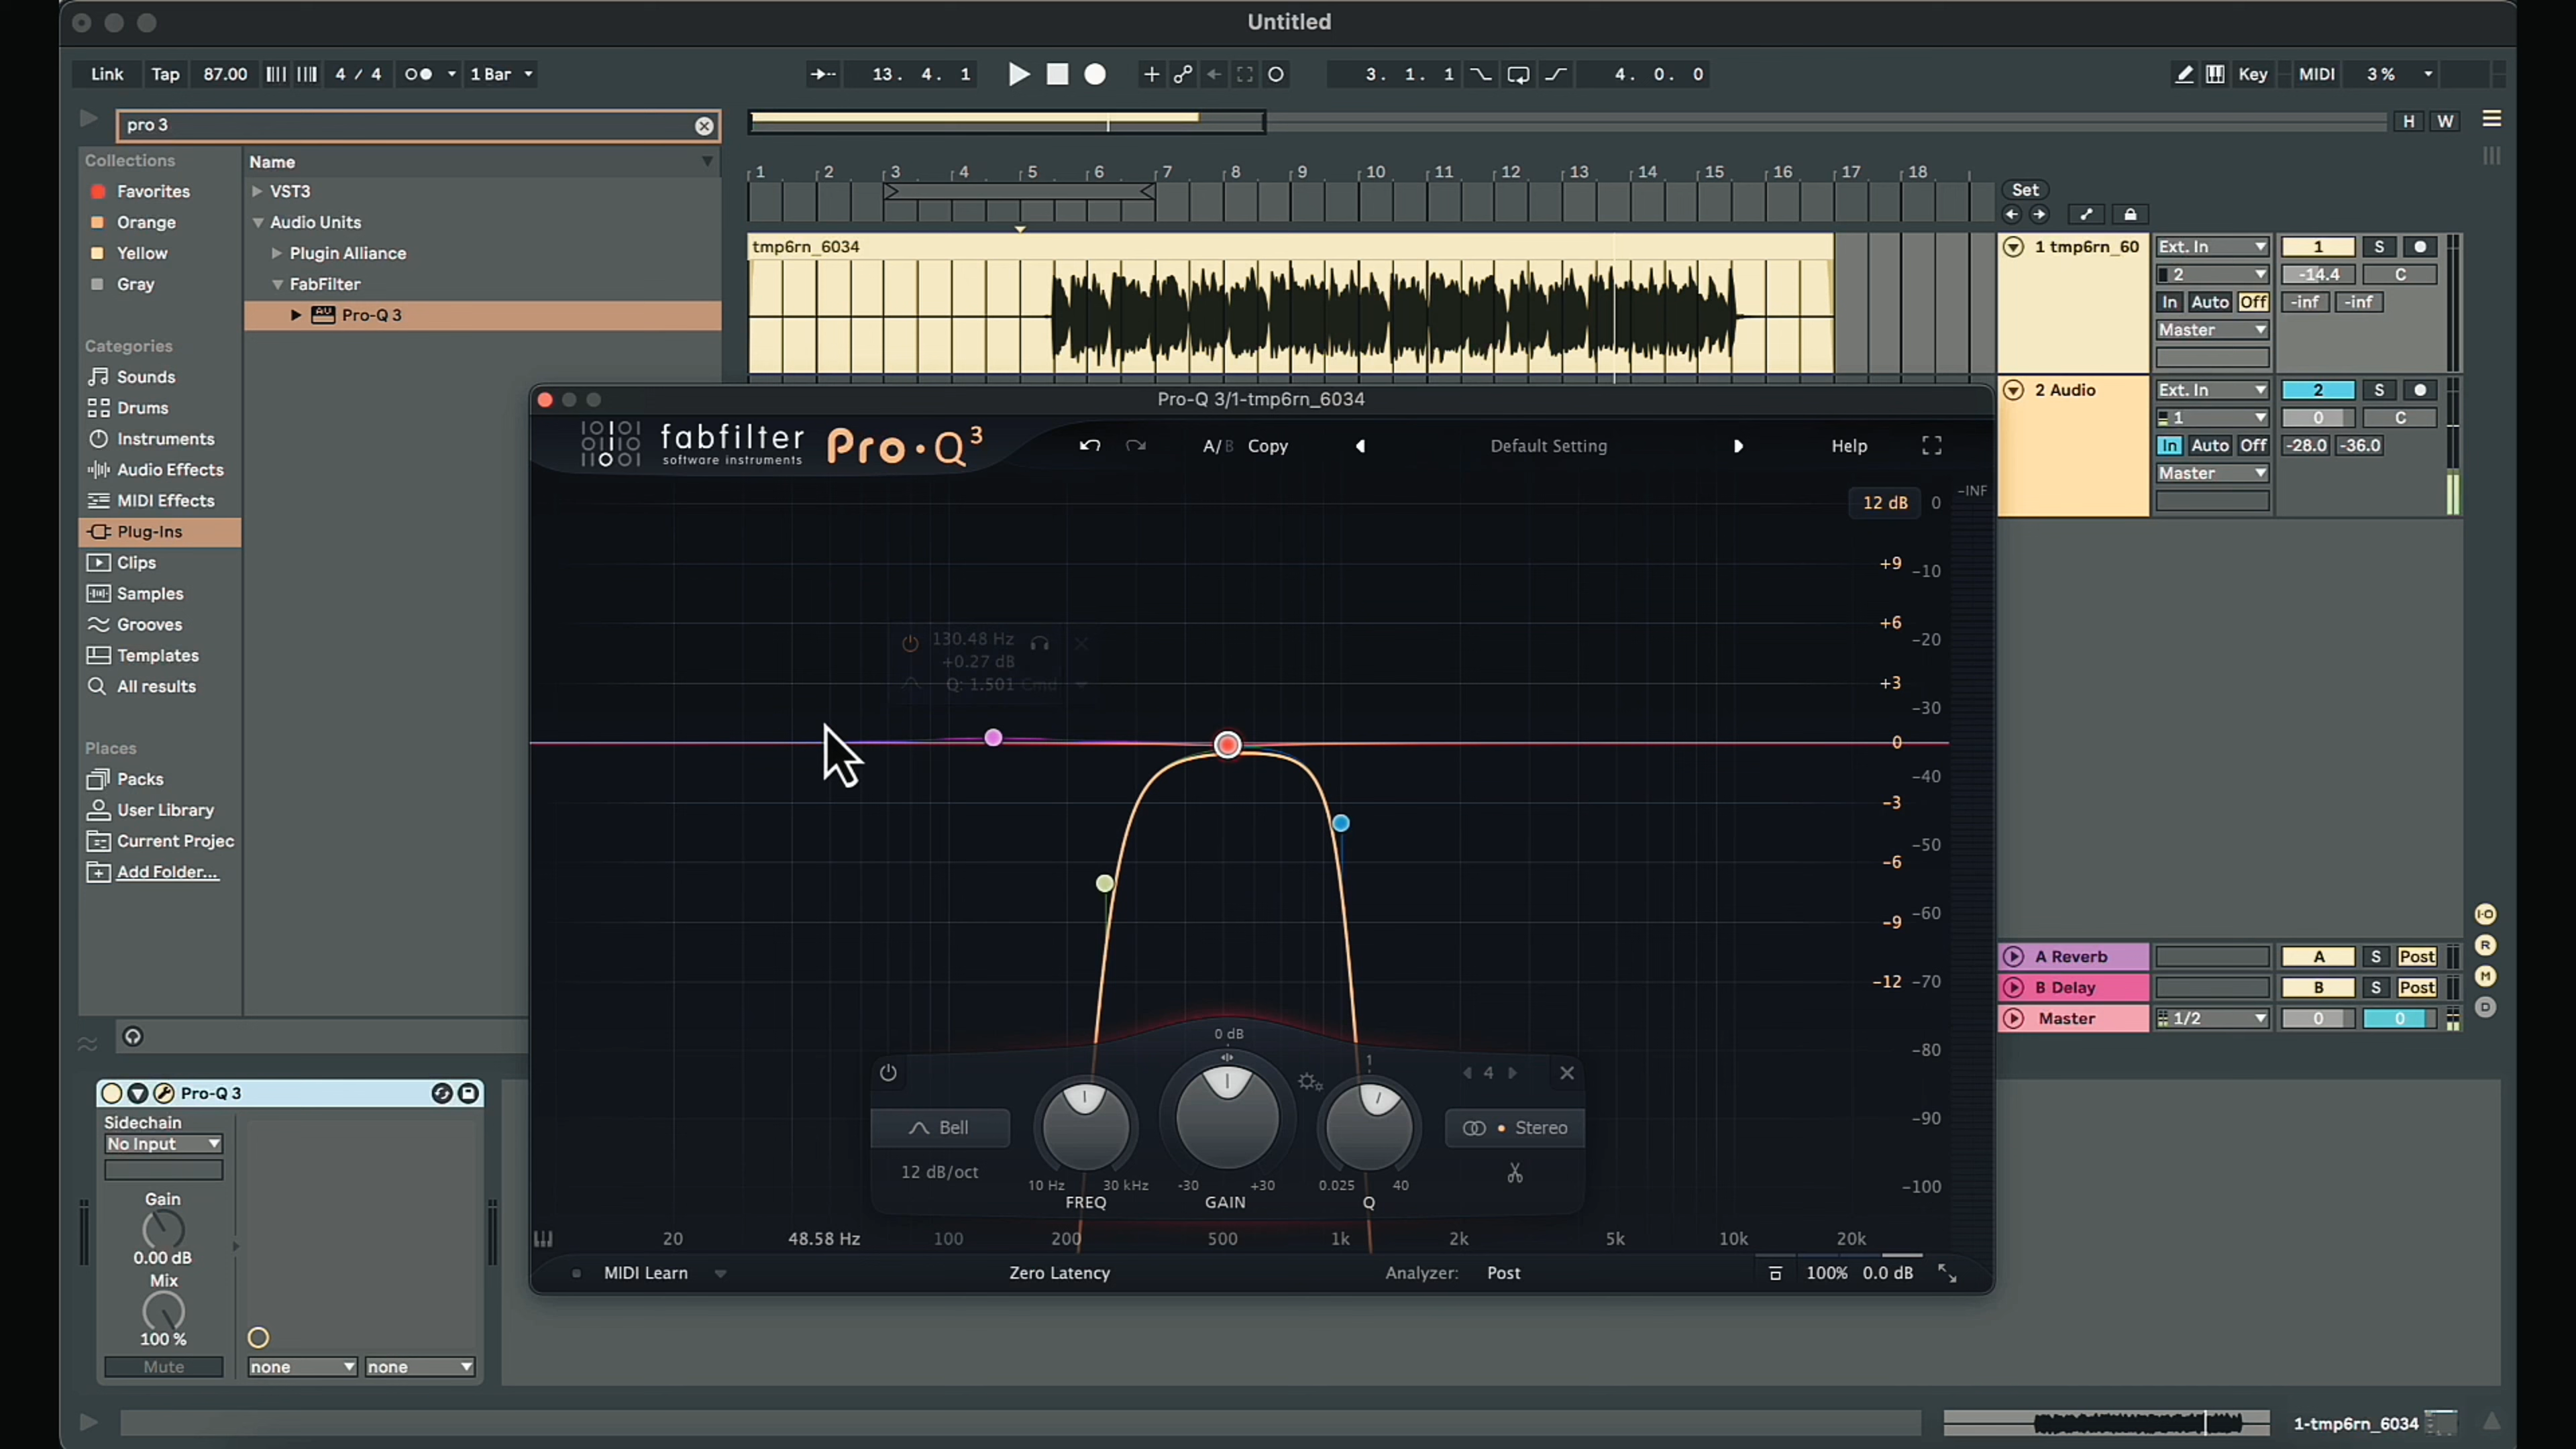 Untitled
Link Tap 87.00 4 / 4 1 Bar 13. 4. 1 3. 1. 1 4. 0. 0 Key MIDI 3 %
pro 3
H W
Collections
Name
Favorites
VST3
Orange
Audio Units
Yellow
Plugin Alliance
Gray
FabFilter
Pro-Q 3
Categories
Sounds
Drums
Instruments
Audio Effects
MIDI Effects
Plug-Ins
Clips
Samples
Grooves
Templates
All results
Places
Packs
User Library
Current Projec
Add Folder...
1 2 3 4 5 6 7 8 9 10 11 12 13 14 15 16 17 18
Set
tmp6rn_6034
1 tmp6rn_60 Ext. In 1 S
2 -14.4 C
In Auto Off -inf -inf
Master
2 Audio Ext. In 2 S
1 0 C
In Auto Off -28.0 -36.0
Master
Pro-Q 3/1-tmp6rn_6034
fabfilter Pro·Q3
software instruments
A/B Copy Default Setting Help
12 dB 0 -INF
+9 -10
+6 -20
+3 -30
0 -40
-3 -50
-6 -60
-9
-12 -70
-80
-90
-100
130.48 Hz
+0.27 dB
Q: 1.501 Cmd
0 dB
1
4
Bell
12 dB/oct
10 Hz 30 kHz
FREQ
-30 +30
GAIN
0.025 40
Q
Stereo
20 48.58 Hz 100 200 500 1k 2k 5k 10k 20k
MIDI Learn Zero Latency Analyzer: Post 100% 0.0 dB
A Reverb A S Post
B Delay B S Post
Master 1/2 0 0
I·O
R
M
D
Pro-Q 3
Sidechain
No Input
Gain
0.00 dB
Mix
100 %
Mute none none
1-tmp6rn_6034